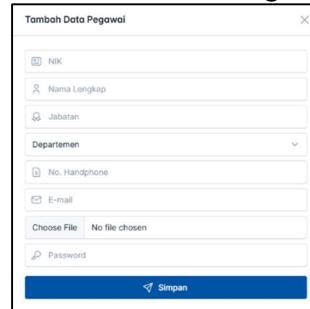 Tambah Data Pegawai
NIK
Nama Lengkap
Jabatan
Departemen
No. Handphone
E-mail
Choose File No file chosen
Password
Simpan